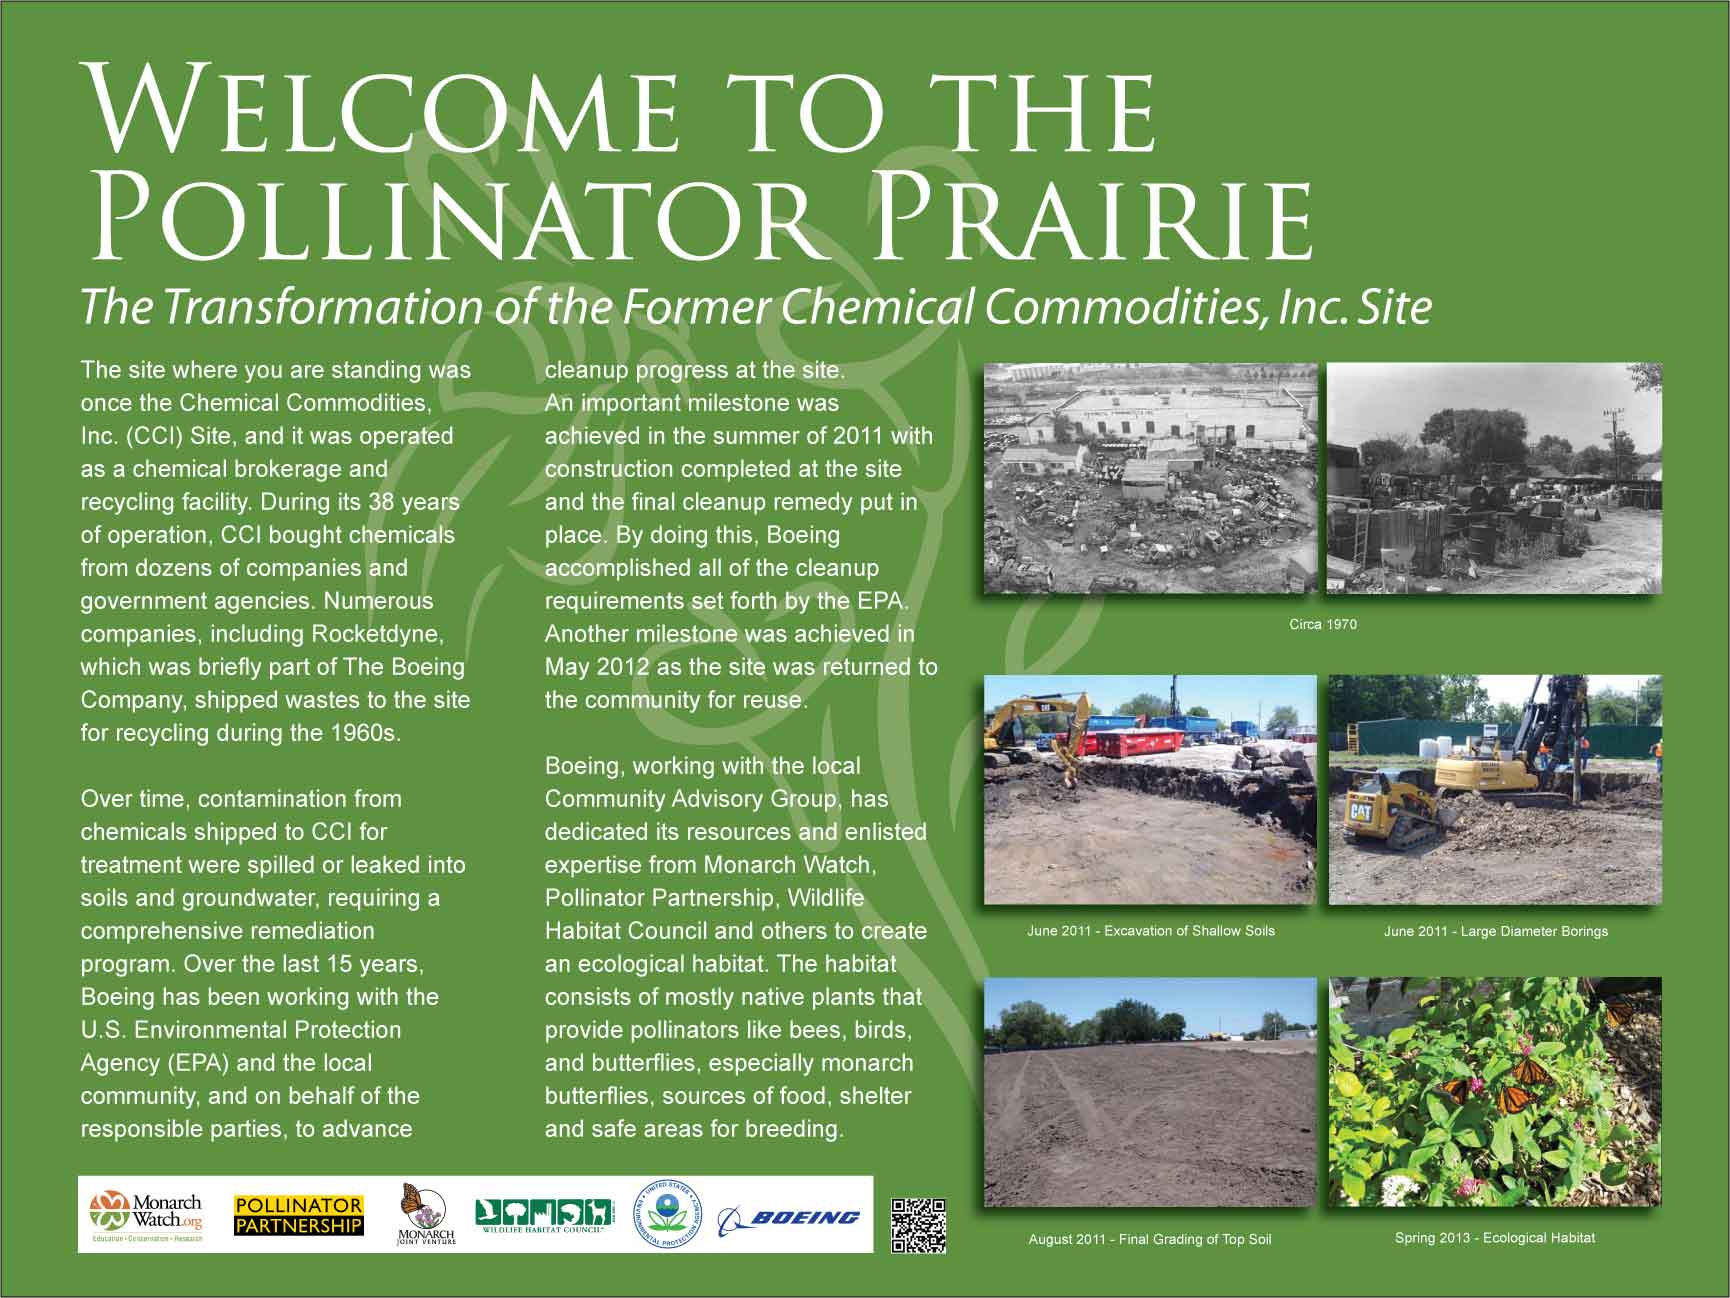 WELCOME TO THE
POLLINATOR PRAIRIE
The Transformation of the Former Chemical Commodities, Inc. Site
The site where you are standing was
once the Chemical Commodities,
Inc. (CCI) Site, and it was operated
as a chemical brokerage and
recycling facility. During its 38 years
of operation, CCI bought chemicals
from dozens of companies and
government agencies. Numerous
companies, including Rocketdyne,
which was briefly part of The Boeing
Company, shipped wastes to the site
for recycling during the 1960s.
Over time, contamination from
chemicals shipped to CCI for
treatment were spilled or leaked into
soils and groundwater, requiring a
comprehensive remediation
program. Over the last 15 years,
Boeing has been working with the
U.S. Environmental Protection
Agency (EPA) and the local
community, and on behalf of the
responsible parties, to advance
cleanup progress at the site.
An important milestone was
achieved in the summer of 2011 with
construction completed at the site
and the final cleanup remedy put in
place. By doing this, Boeing
accomplished all of the cleanup
requirements set forth by the EPA.
Another milestone was achieved in
May 2012 as the site was returned to
the community for reuse.
Boeing, working with the local
Community Advisory Group, has
dedicated its resources and enlisted
expertise from Monarch Watch,
Pollinator Partnership, Wildlife
Habitat Council and others to create
an ecological habitat. The habitat
consists of mostly native plants that
provide pollinators like bees, birds,
and butterflies, especially monarch
butterflies, sources of food, shelter
and safe areas for breeding.
Circa 1970
CAT
June 2011 - Excavation of Shallow Soils
June 2011 - Large Diameter Borings
August 2011 - Final Grading of Top Soil
Spring 2013 - Ecological Habitat
Monarch
Watch.org
Education • Conservation • Research
POLLINATOR
PARTNERSHIP
MONARCH
JOINT VENTURE
WILDLIFE HABITAT COUNCIL
UNITED STATES
ENVIRONMENTAL PROTECTION AGENCY
BOEING